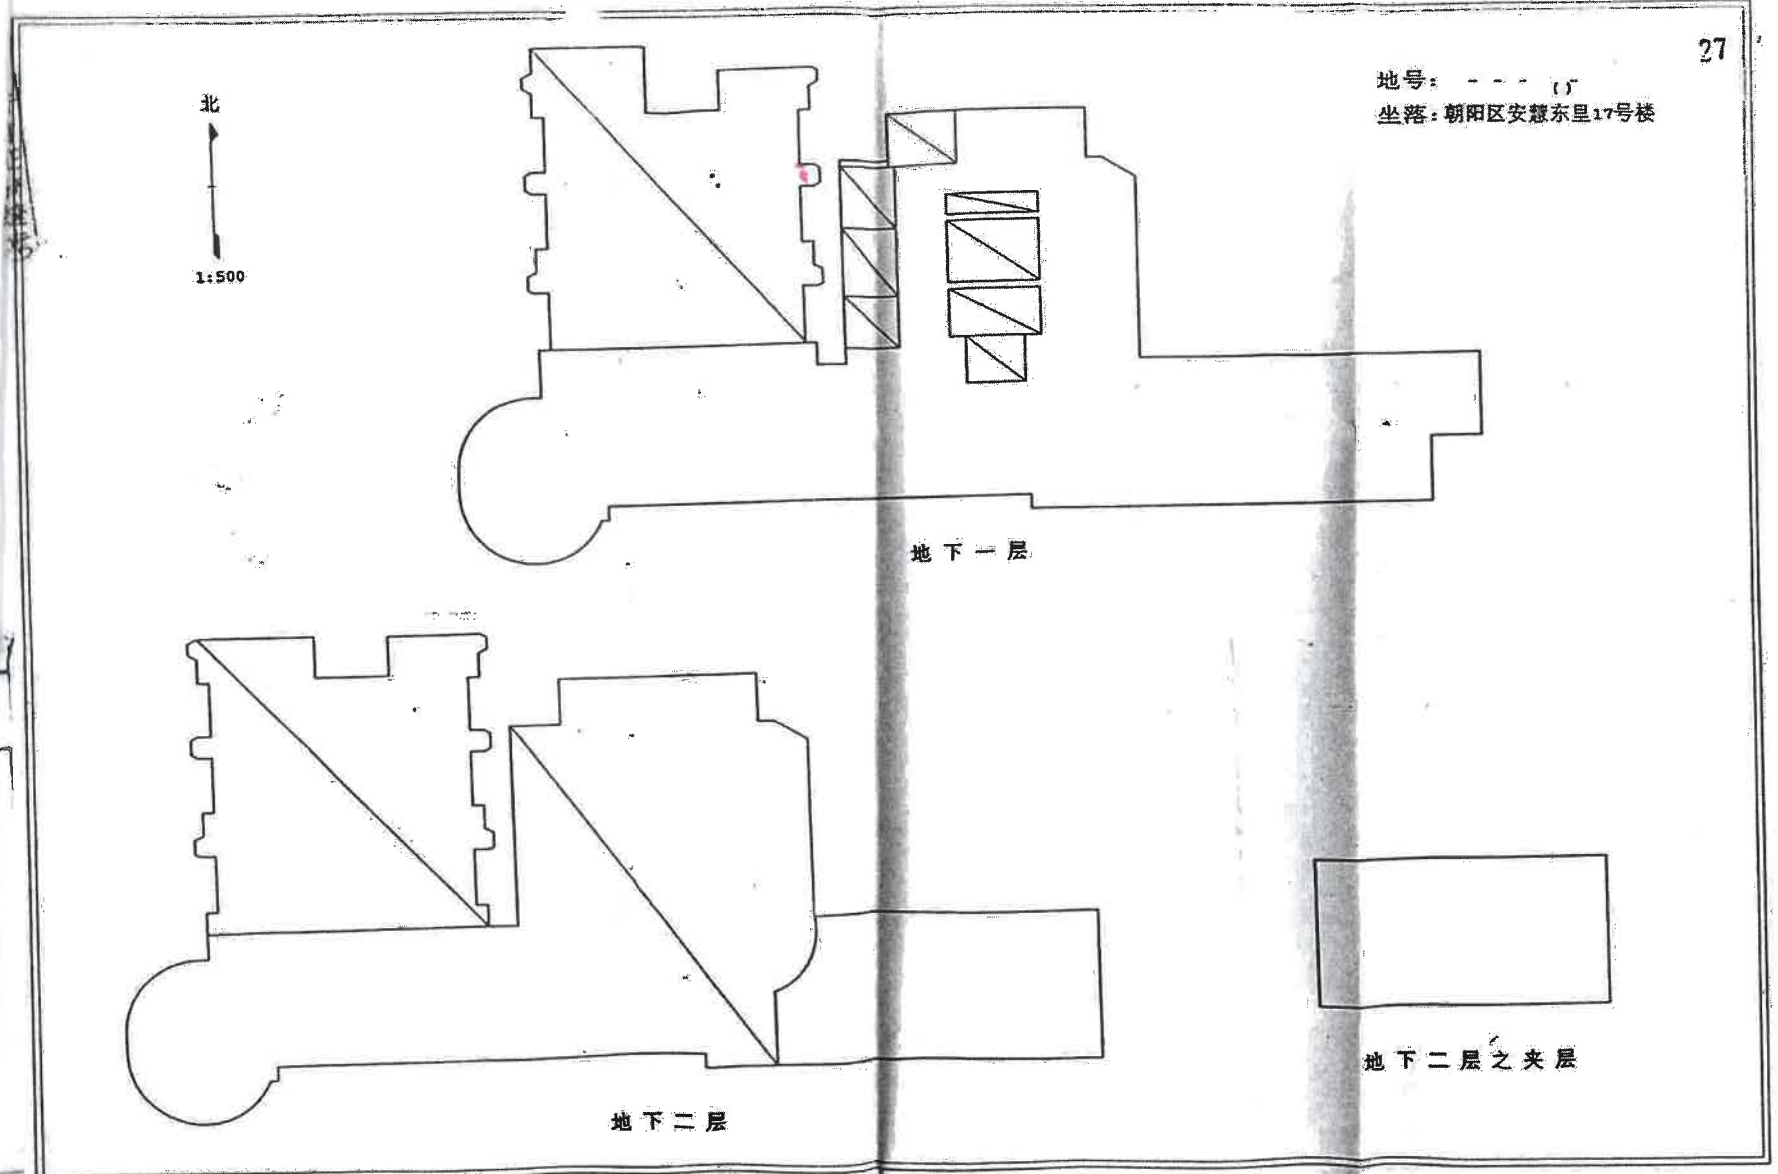 27
地号: - - - ( ) -
坐落:朝阳区安慧东里17号楼
北
1:500
地下一层
地下二层之夹层
地下二层